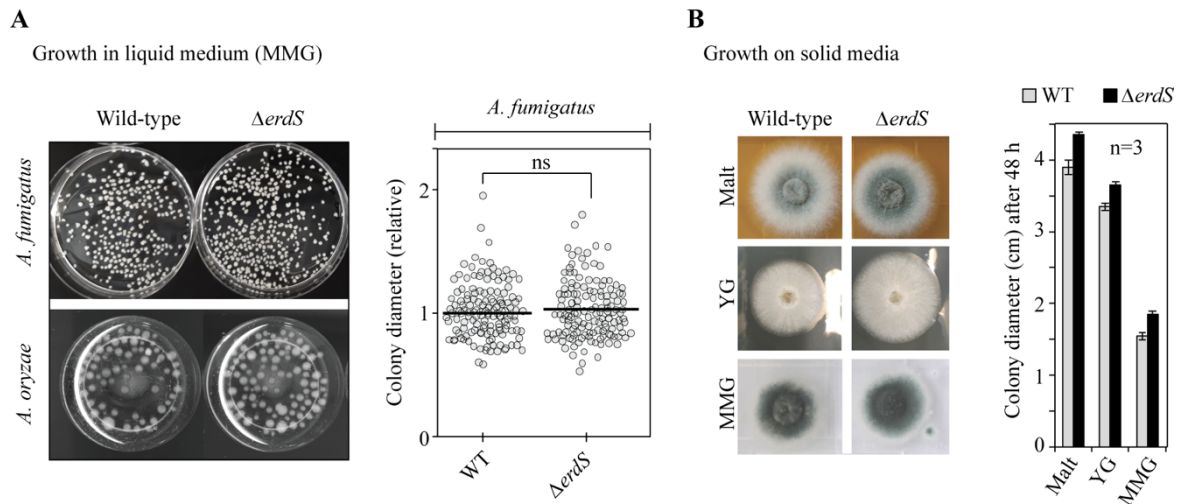 A
Growth in liquid medium (MMG)
Wild-type
ΔerdS
A. fumigatus
A. oryzae
A. fumigatus
ns
Colony diameter (relative)
2
1
0
WT
ΔerdS
B
Growth on solid media
Wild-type
ΔerdS
Malt
YG
MMG
WT
ΔerdS
n=3
Colony diameter (cm) after 48 h
4
3
2
1
0
Malt
YG
MMG